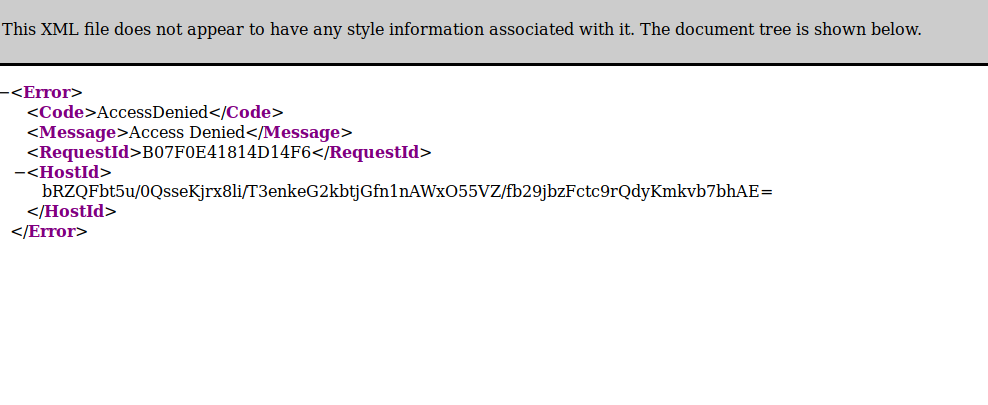 This XML file does not appear to have any style information associated with it. The document tree is shown below.
−<Error>
<Code>AccessDenied</Code>
<Message>Access Denied</Message>
<RequestId>B07F0E41814D14F6</RequestId>
−<HostId>
bRZQFbt5u/0QsseKjrx8li/T3enkeG2kbtjGfn1nAWxO55VZ/fb29jbzFctc9rQdyKmkvb7bhAE=
</HostId>
</Error>